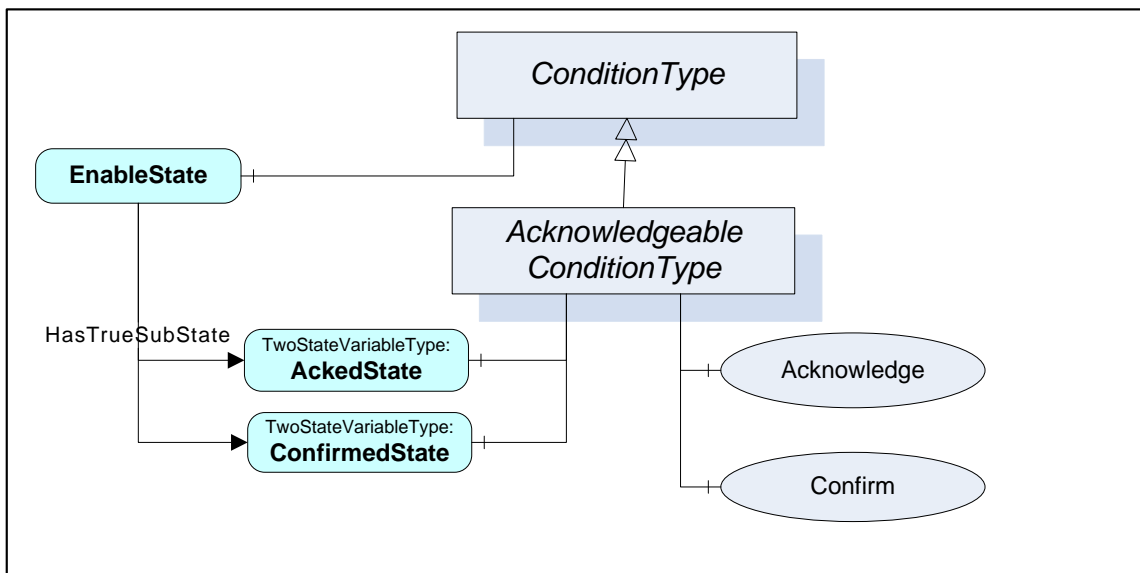 ConditionType
EnableState
Acknowledgeable
ConditionType
HasTrueSubState
TwoStateVariableType:
AckedState
Acknowledge
TwoStateVariableType:
ConfirmedState
Confirm